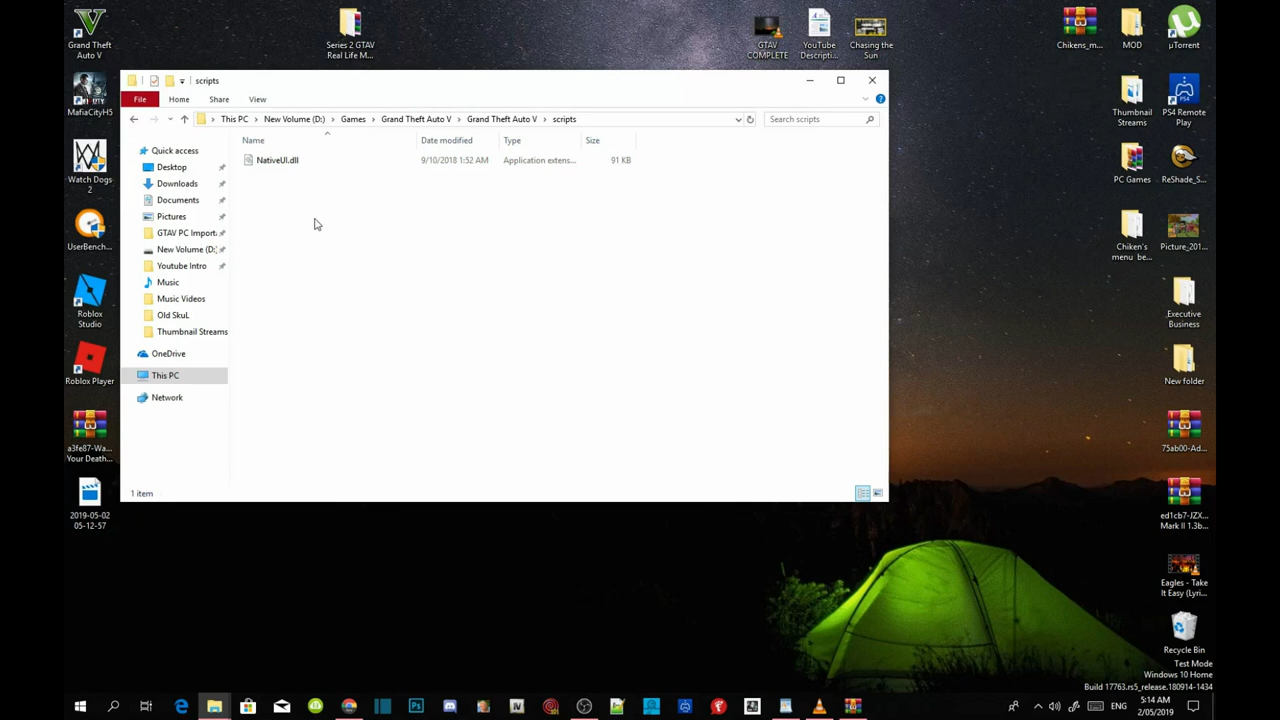 Grand Theft
Auto V
Series 2 GTAV
Real Life M...
GTAV
COMPLETE
YouTube
Descripti...
Chasing the
Sun
Chikens_m...
MOD
µTorrent
MafiaCityH5
Watch Dogs
2
UserBench...
Roblox
Studio
Roblox Player
a3fe87-Wa...
Your Death...
2019-05-02
05-12-57
scripts
File
Home
Share
View
This PC
New Volume (D:)
Games
Grand Theft Auto V
Grand Theft Auto V
scripts
Search scripts
Name
Date modified
Type
Size
NativeUI.dll
9/10/2018 1:52 AM
Application extens...
91 KB
Quick access
Desktop
Downloads
Documents
Pictures
GTAV PC Import
New Volume (D:
Youtube Intro
Music
Music Videos
Old SkuL
Thumbnail Streams
OneDrive
This PC
Network
1 item
Thumbnail
Streams
PS4 Remote
Play
PC Games
ReShade_S...
Chiken's
menu be...
Picture_201...
Executive
Business
New folder
75ab00-Ad...
ed1cb7-JZX...
Mark II 1.3b...
Eagles - Take
It Easy (Lyri...
Recycle Bin
Test Mode
Windows 10 Home
Build 17763.rs5_release.180914-1434
ENG
5:14 AM
2/05/2019